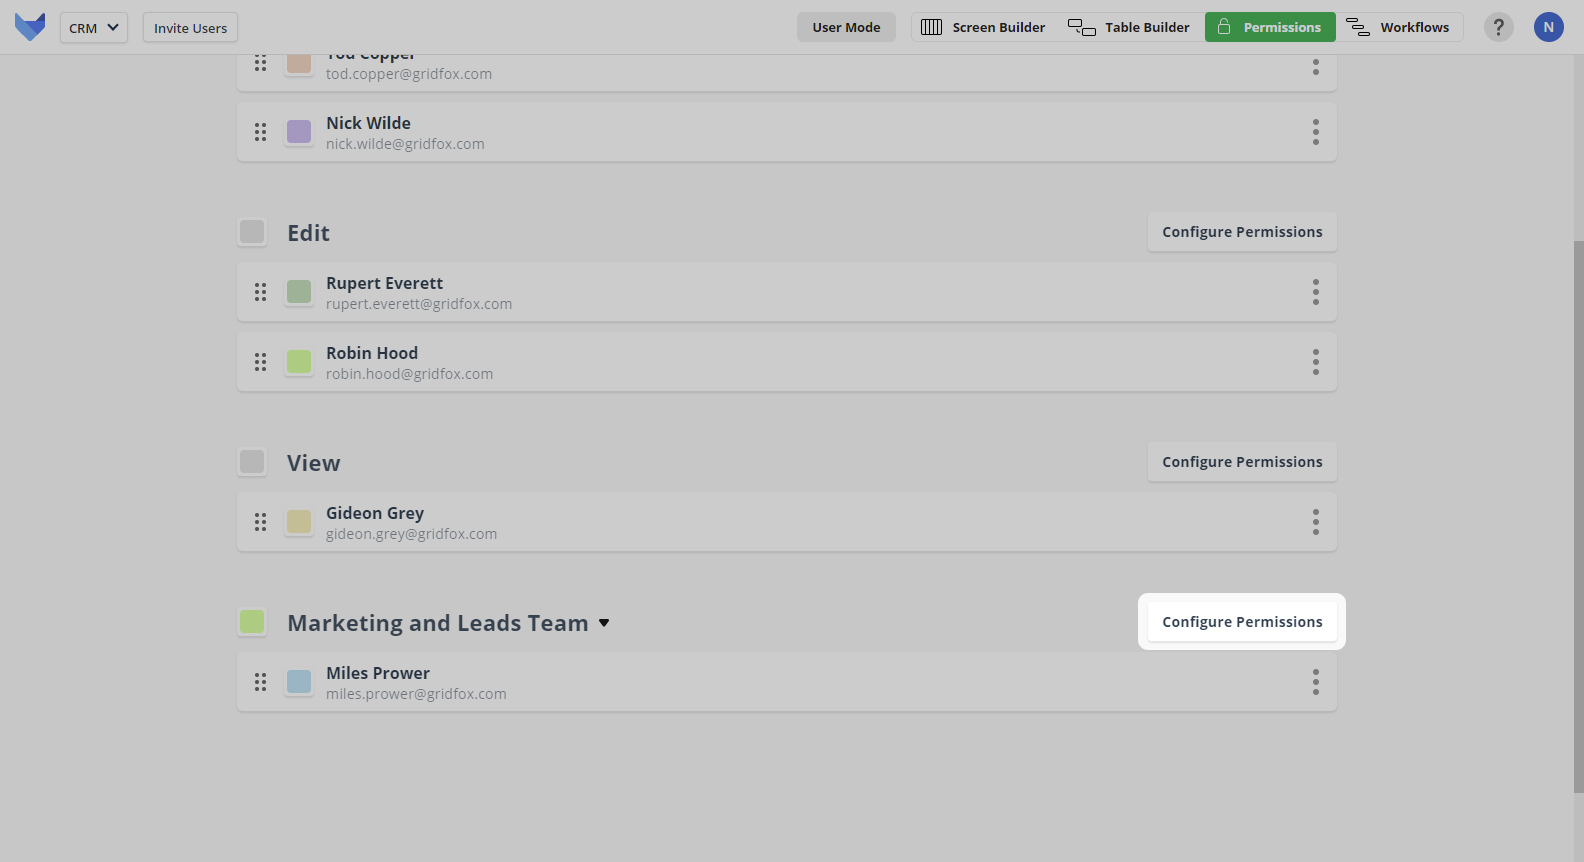 CRM
Invite Users
User Mode
Screen Builder
Table Builder
Permissions
Workflows
?
N
Tod Copper
tod.copper@gridfox.com
Nick Wilde
nick.wilde@gridfox.com
Edit
Configure Permissions
Rupert Everett
rupert.everett@gridfox.com
Robin Hood
robin.hood@gridfox.com
View
Configure Permissions
Gideon Grey
gideon.grey@gridfox.com
Marketing and Leads Team
Configure Permissions
Miles Prower
miles.prower@gridfox.com